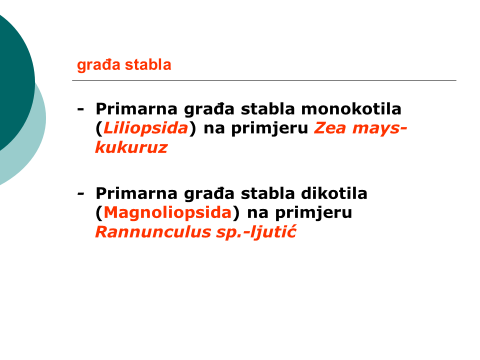 građa stabla
- Primarna građa stabla monokotila
(Liliopsida) na primjeru Zea mays-
kukuruz
- Primarna građa stabla dikotila
(Magnoliopsida) na primjeru
Rannunculus sp.-ljutić